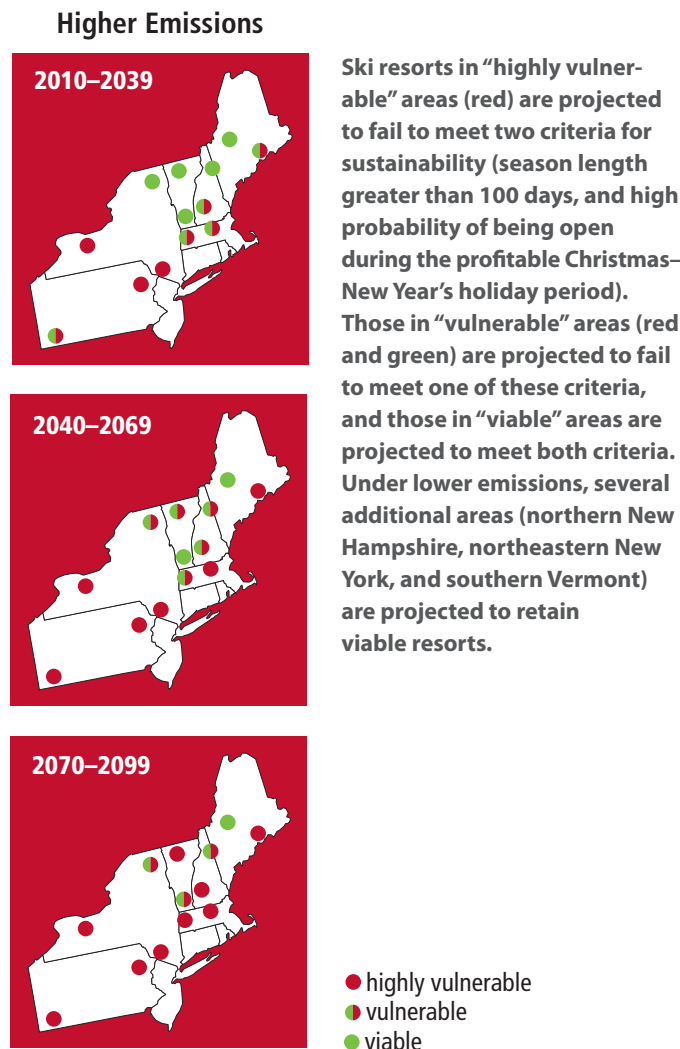 Higher Emissions
2010–2039
2040–2069
2070–2099
Ski resorts in “highly vulner-
able” areas (red) are projected
to fail to meet two criteria for
sustainability (season length
greater than 100 days, and high
probability of being open
during the profitable Christmas–
New Year’s holiday period).
Those in “vulnerable” areas (red
and green) are projected to fail
to meet one of these criteria,
and those in “viable” areas are
projected to meet both criteria.
Under lower emissions, several
additional areas (northern New
Hampshire, northeastern New
York, and southern Vermont)
are projected to retain
viable resorts.
highly vulnerable
vulnerable
viable